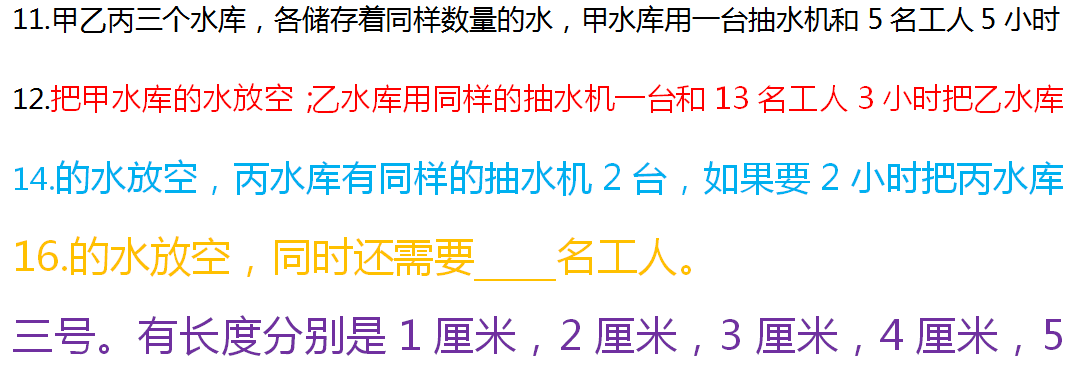 11.甲乙丙三个水库，各储存着同样数量的水，甲水库用一台抽水机和 5 名工人 5 小时
12.把甲水库的水放空；乙水库用同样的抽水机一台和 13 名工人 3 小时把乙水库
14.的水放空，丙水库有同样的抽水机 2 台，如果要 2 小时把丙水库
16.的水放空，同时还需要____名工人。
三号。有长度分别是 1 厘米，2 厘米，3 厘米，4 厘米，5